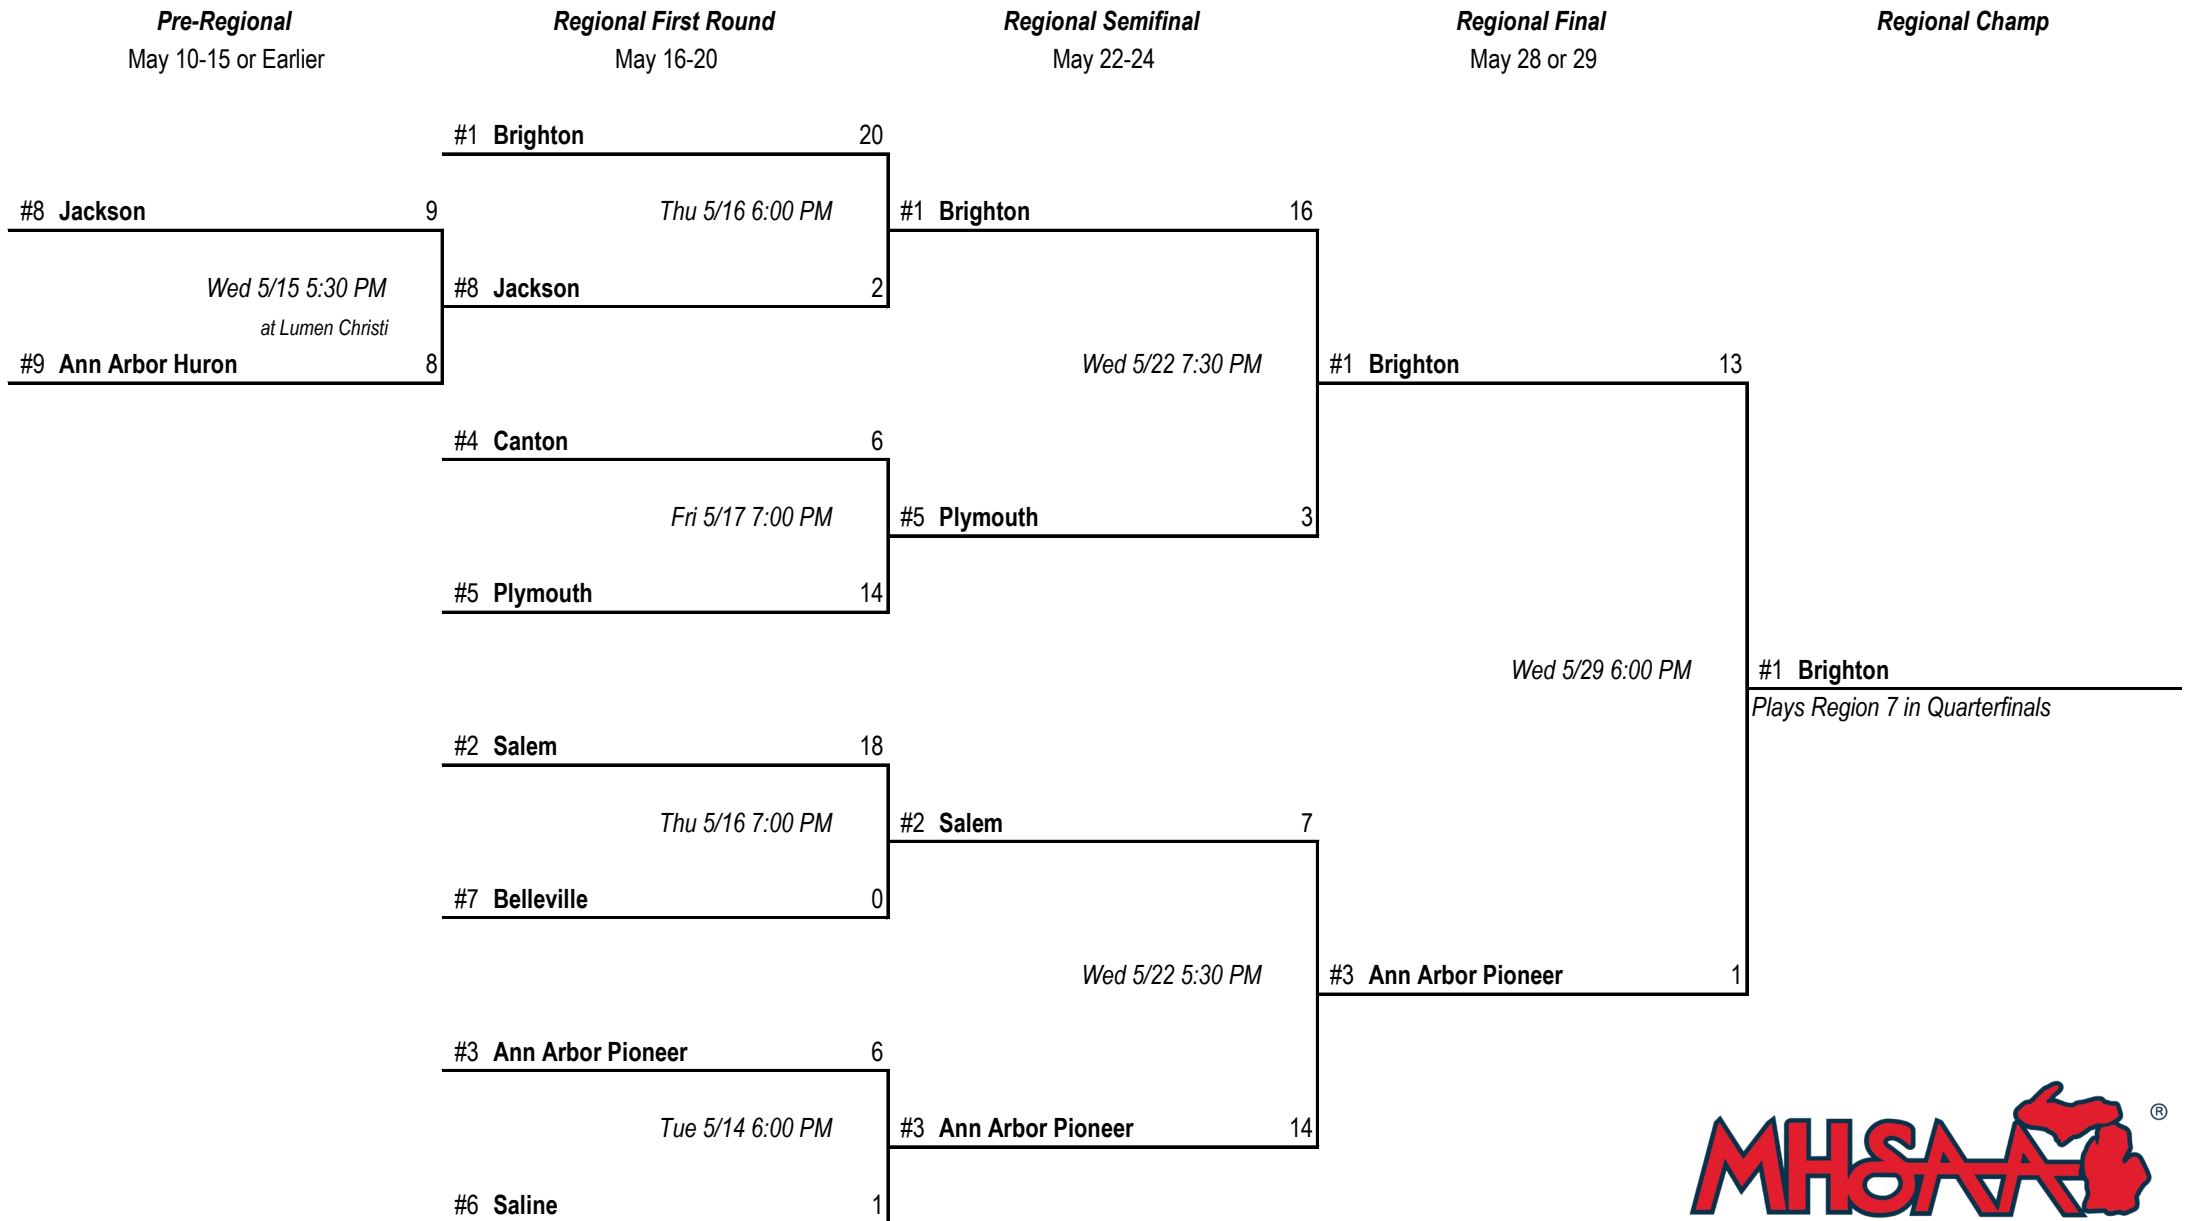 Pre-Regional Regional First Round Regional Semifinal Regional Final Regional Champ
May 10-15 or Earlier May 16-20 May 22-24 May 28 or 29
#1 Brighton 20
#8 Jackson 9 Thu 5/16 6:00 PM #1 Brighton 16
Wed 5/15 5:30 PM #8 Jackson 2
at Lumen Christi
#9 Ann Arbor Huron 8 Wed 5/22 7:30 PM #1 Brighton 13
#4 Canton 6
Fri 5/17 7:00 PM #5 Plymouth 3
#5 Plymouth 14
Wed 5/29 6:00 PM #1 Brighton
Plays Region 7 in Quarterfinals
#2 Salem 18
Thu 5/16 7:00 PM #2 Salem 7
#7 Belleville 0
Wed 5/22 5:30 PM #3 Ann Arbor Pioneer 1
#3 Ann Arbor Pioneer 6
Tue 5/14 6:00 PM #3 Ann Arbor Pioneer 14
#6 Saline 1
MHSAA ®